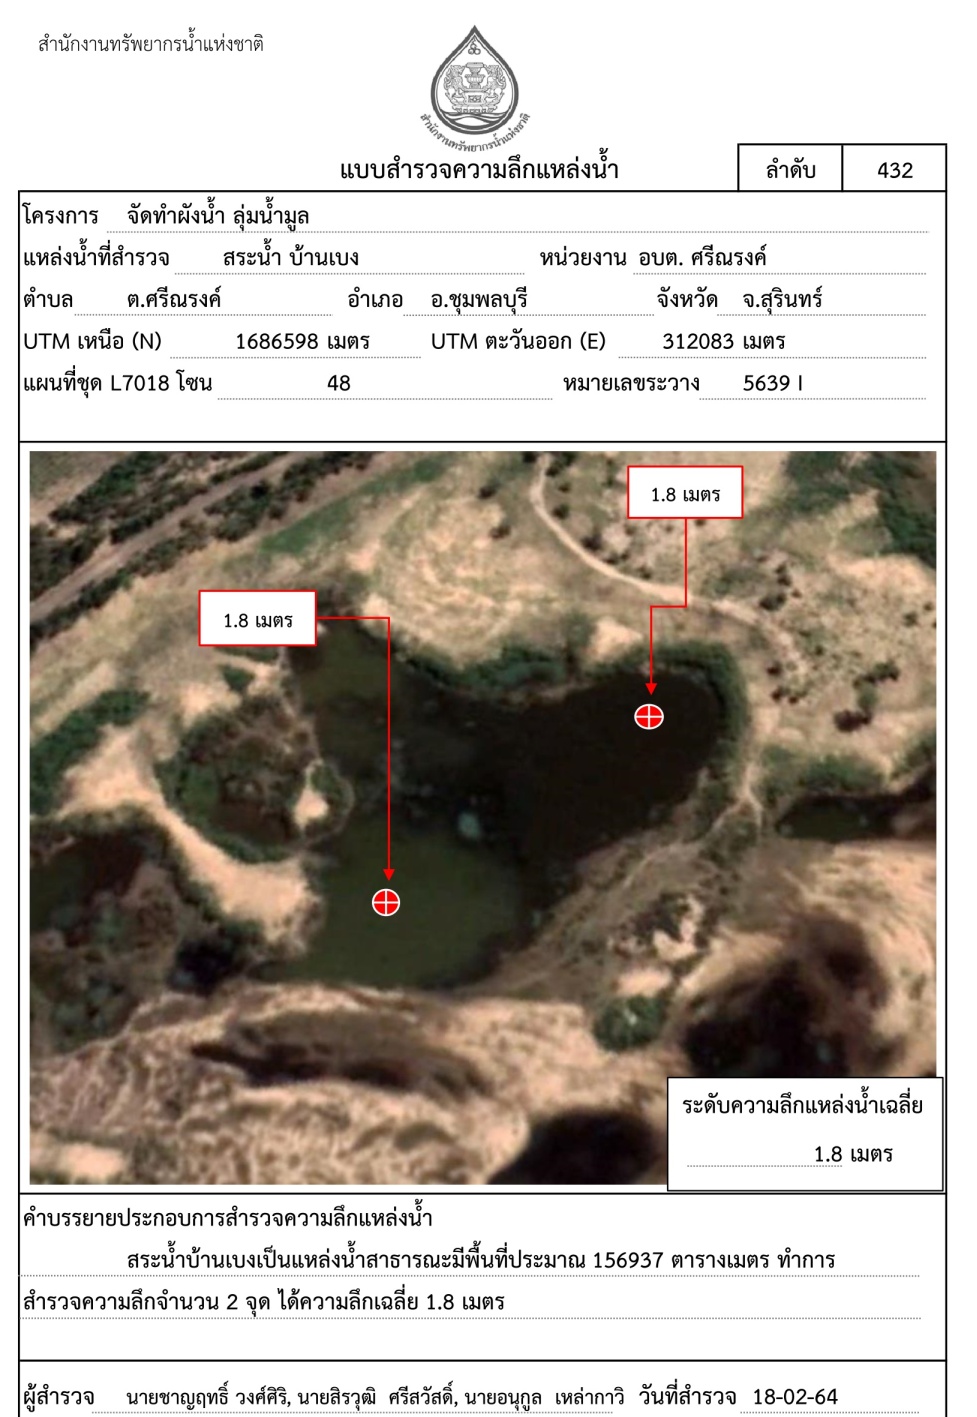 สำนักงานทรัพยากรน้ำแห่งชาติ
สำนักงานทรัพยากรน้ำแห่งชาติ
แบบสำรวจความลึกแหล่งน้ำ ลำดับ 432
โครงการ จัดทำผังน้ำ ลุ่มน้ำมูล
แหล่งน้ำที่สำรวจ สระน้ำ บ้านเบง หน่วยงาน อบต. ศรีณรงค์
ตำบล ต.ศรีณรงค์ อำเภอ อ.ชุมพลบุรี จังหวัด จ.สุรินทร์
UTM เหนือ (N) 1686598 เมตร UTM ตะวันออก (E) 312083 เมตร
แผนที่ชุด L7018 โซน 48 หมายเลขระวาง 5639 I
1.8 เมตร
1.8 เมตร
ระดับความลึกแหล่งน้ำเฉลี่ย
1.8 เมตร
คำบรรยายประกอบการสำรวจความลึกแหล่งน้ำ
สระน้ำบ้านเบงเป็นแหล่งน้ำสาธารณะมีพื้นที่ประมาณ 156937 ตารางเมตร ทำการ
สำรวจความลึกจำนวน 2 จุด ได้ความลึกเฉลี่ย 1.8 เมตร
ผู้สำรวจ นายชาญฤทธิ์ วงศ์ศิริ, นายสิรวุฒิ ศรีสวัสดิ์, นายอนุกูล เหล่ากาวิ วันที่สำรวจ 18-02-64